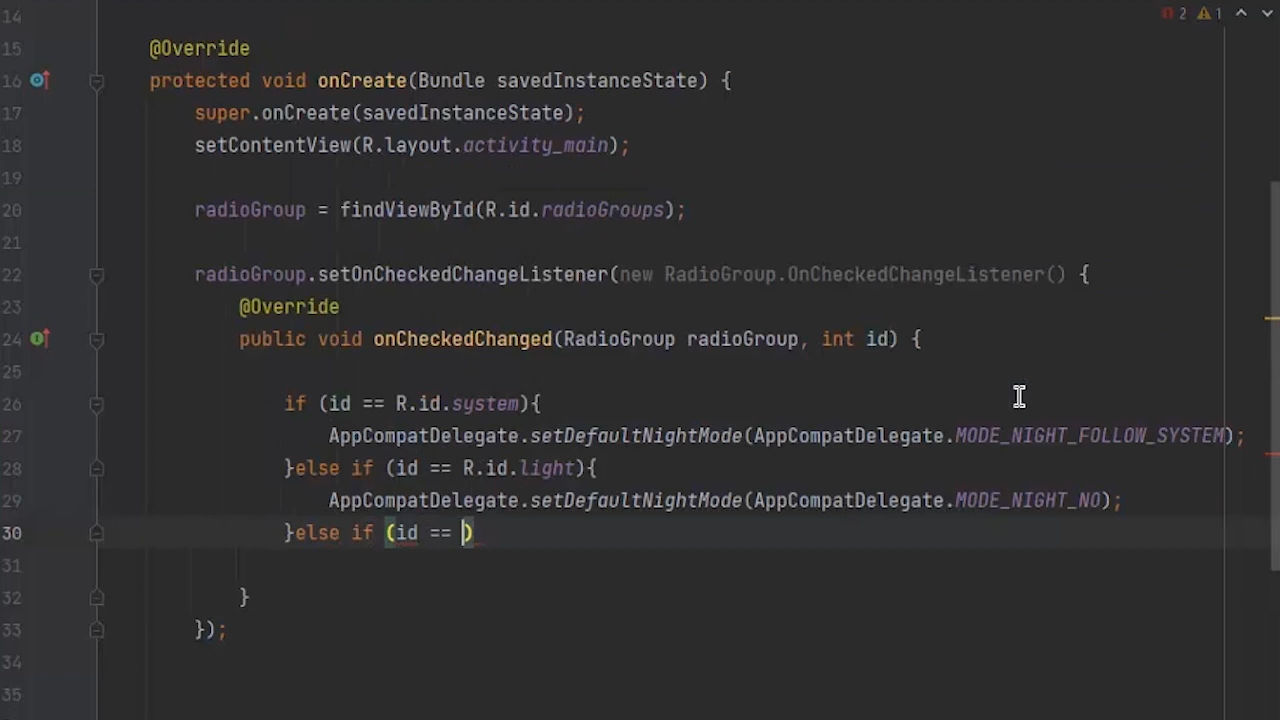 14
2 1
15 @Override
16 protected void onCreate(Bundle savedInstanceState) {
17 super.onCreate(savedInstanceState);
18 setContentView(R.layout.activity_main);
19
20 radioGroup = findViewById(R.id.radioGroups);
21
22 radioGroup.setOnCheckedChangeListener(new RadioGroup.OnCheckedChangeListener() {
23 @Override
24 public void onCheckedChanged(RadioGroup radioGroup, int id) {
25
26 if (id == R.id.system){
27 AppCompatDelegate.setDefaultNightMode(AppCompatDelegate.MODE_NIGHT_FOLLOW_SYSTEM);
28 }else if (id == R.id.light){
29 AppCompatDelegate.setDefaultNightMode(AppCompatDelegate.MODE_NIGHT_NO);
30 }else if (id == )
31
32 }
33 });
34
35